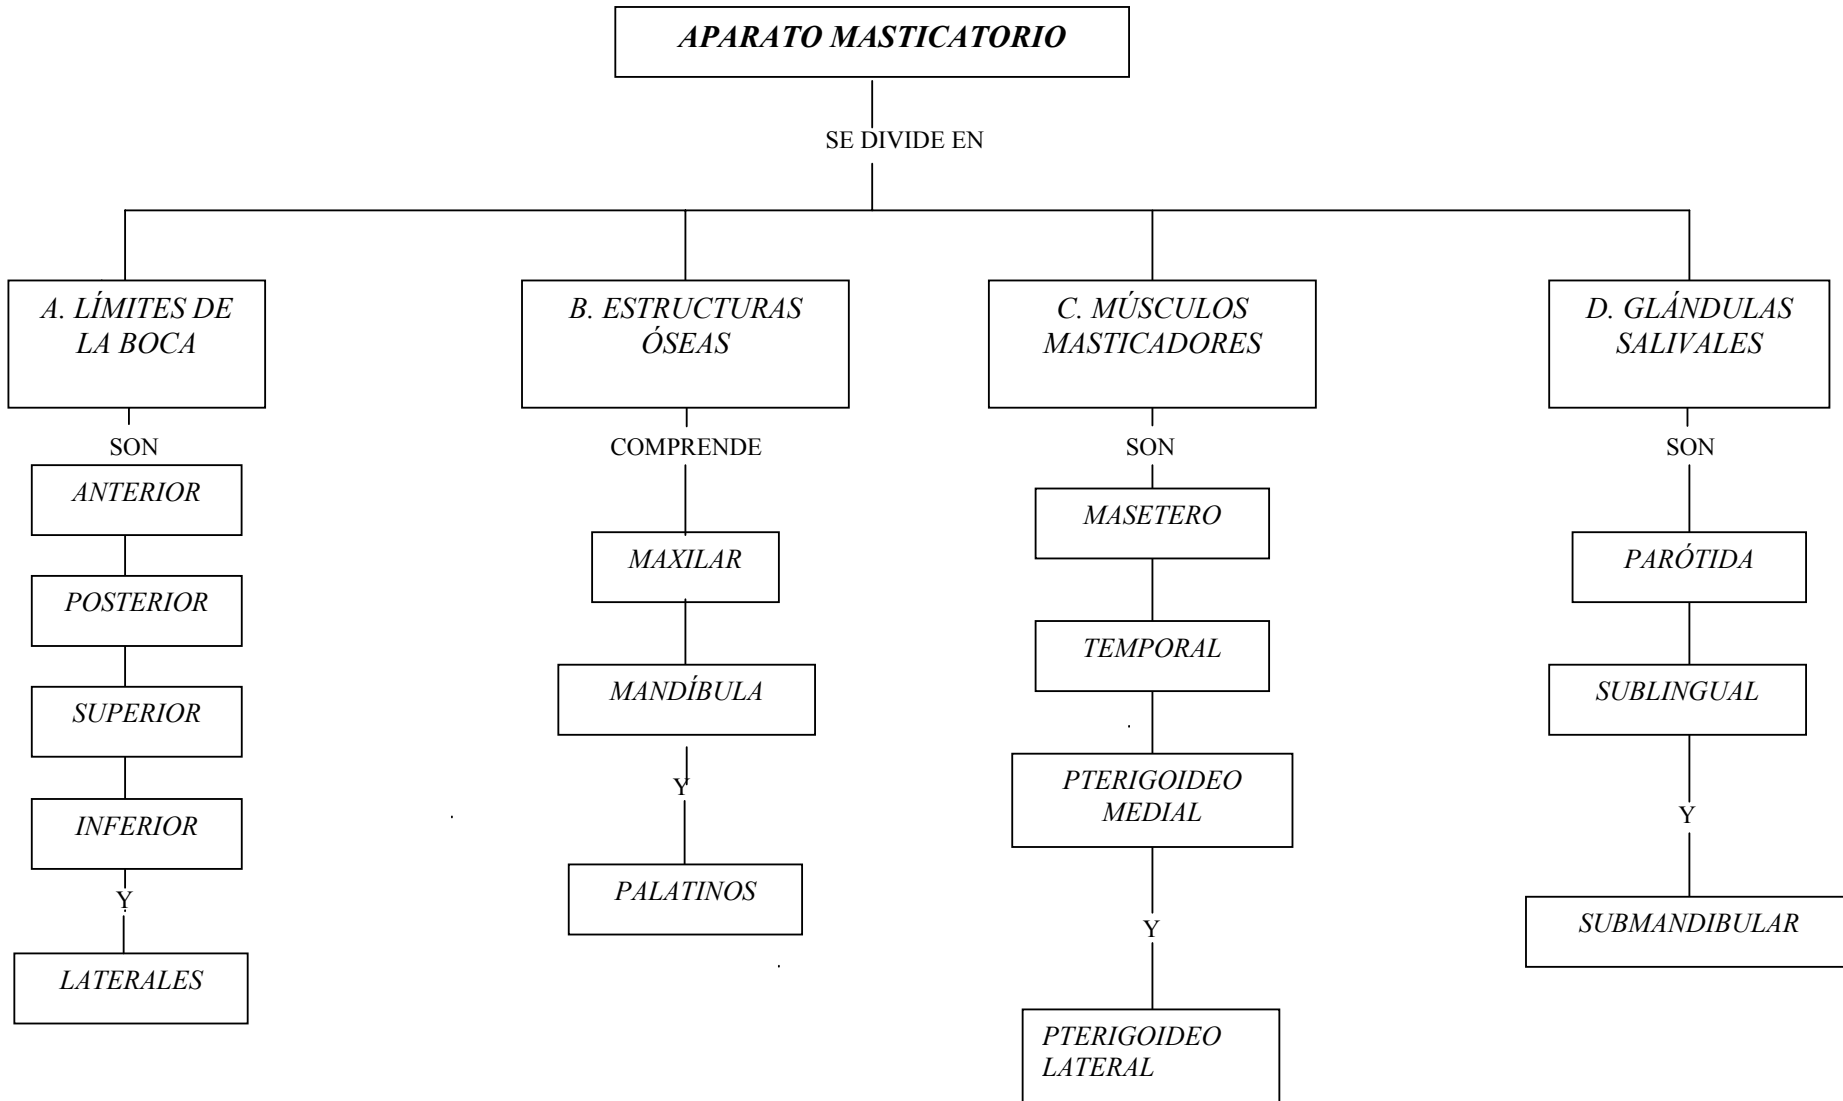 APARATO MASTICATORIO
SE DIVIDE EN
A. LÍMITES DE
LA BOCA
SON
ANTERIOR
POSTERIOR
SUPERIOR
INFERIOR
Y
LATERALES
B. ESTRUCTURAS
ÓSEAS
COMPRENDE
MAXILAR
MANDÍBULA
Y
PALATINOS
C. MÚSCULOS
MASTICADORES
SON
MASETERO
TEMPORAL
PTERIGOIDEO
MEDIAL
Y
PTERIGOIDEO
LATERAL
D. GLÁNDULAS
SALIVALES
SON
PARÓTIDA
SUBLINGUAL
Y
SUBMANDIBULAR